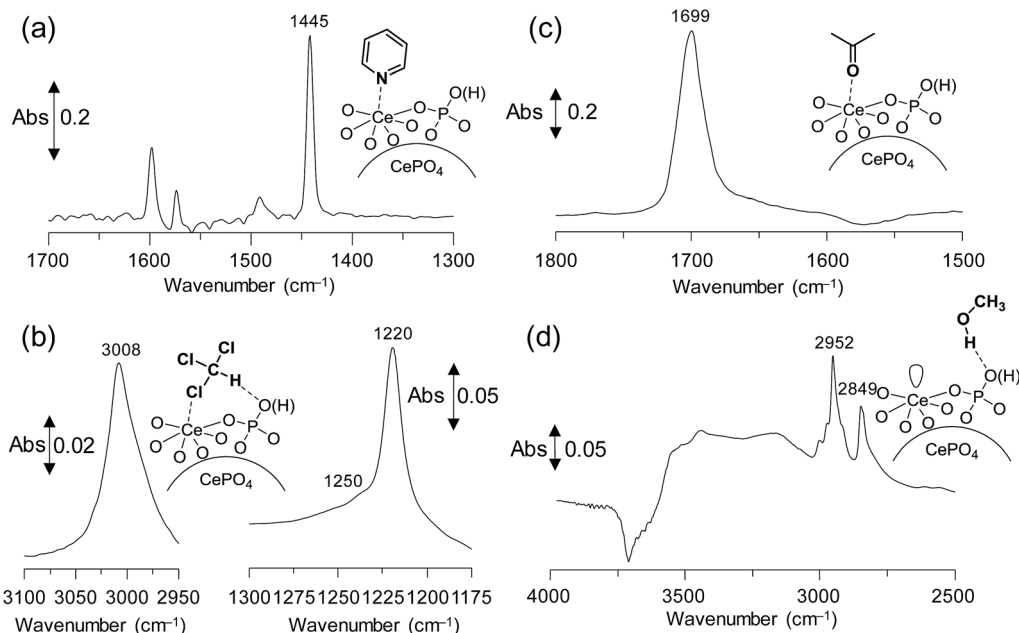 (a)
1445
Abs
0.2
N
Ce
O
O
O
O
O
O
P
O(H)
O
O
CePO4
1700 1600 1500 1400 1300
Wavenumber (cm–1)
(c)
1699
Abs
0.2
O
Ce
O
O
O
O
O
O
P
O(H)
O
O
CePO4
1800 1700 1600 1500
Wavenumber (cm–1)
(b)
3008
Abs
0.02
Cl
Cl
C
H
Cl
Ce
O
O
O
O
O
O
P
O(H)
O
O
CePO4
3100 3050 3000 2950
Wavenumber (cm–1)
1220
1250
Abs
0.05
1300 1275 1250 1225 1200 1175
Wavenumber (cm–1)
(d)
2952
2849
Abs
0.05
CH3
O
H
O(H)
Ce
O
O
O
O
O
O
P
O
O
CePO4
4000 3500 3000 2500
Wavenumber (cm–1)